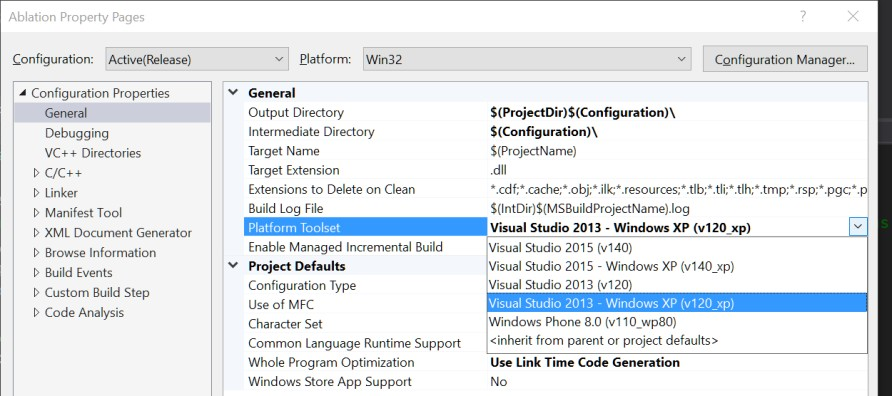 Ablation Property Pages ?
Configuration: Active(Release) Platform: Win32 Configuration Manager...
Configuration Properties
General
Debugging
VC++ Directories
C/C++
Linker
Manifest Tool
XML Document Generator
Browse Information
Build Events
Custom Build Step
Code Analysis
General
Output Directory $(ProjectDir)$(Configuration)\
Intermediate Directory $(Configuration)\
Target Name $(ProjectName)
Target Extension .dll
Extensions to Delete on Clean *.cdf;*.cache;*.obj;*.ilk;*.resources;*.tlb;*.tli;*.tlh;*.tmp;*.rsp;*.pgc;*.p
Build Log File $(IntDir)$(MSBuildProjectName).log
Platform Toolset Visual Studio 2013 - Windows XP (v120_xp)
Enable Managed Incremental Build
Visual Studio 2015 (v140)
Visual Studio 2015 - Windows XP (v140_xp)
Visual Studio 2013 (v120)
Visual Studio 2013 - Windows XP (v120_xp)
Windows Phone 8.0 (v110_wp80)
<inherit from parent or project defaults>
Project Defaults
Configuration Type
Use of MFC
Character Set
Common Language Runtime Support
Whole Program Optimization Use Link Time Code Generation
Windows Store App Support No
s